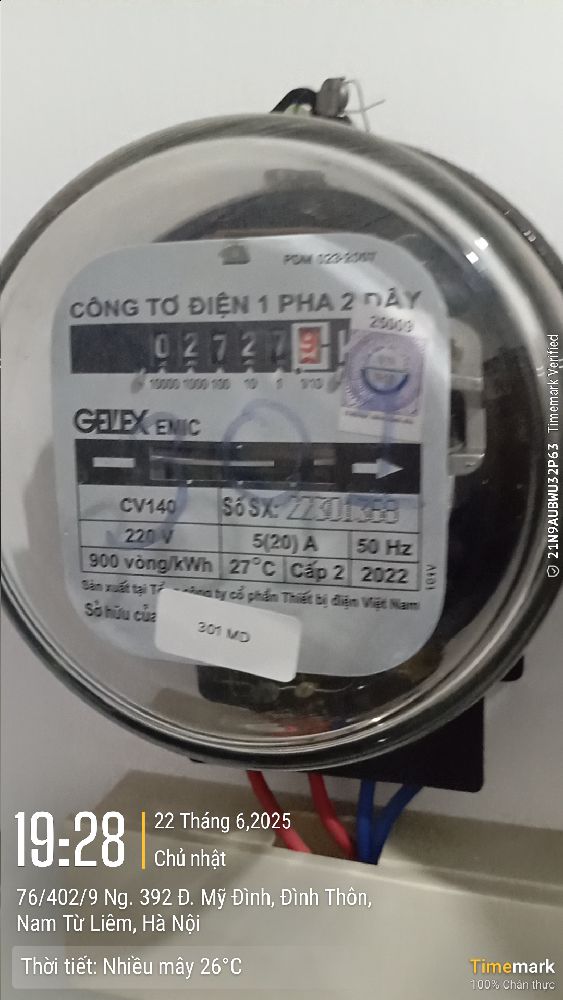 CÔNG TƠ ĐIỆN 1 PHA 2 DÂY
25009
0 2 7 2 7 9
10000 1000 100 10 1 1/10
GELEX EMIC
301
CV140 Số SX: 22301368
220 V 5(20) A 50 Hz
900 vòng/kWh 27°C Cấp 2 2022
Sản xuất tại Tổng công ty cổ phần Thiết bị điện Việt Nam
Sở hữu của
301 MD
19:28
22 Tháng 6,2025
Chủ nhật
76/402/9 Ng. 392 Đ. Mỹ Đình, Đình Thôn,
Nam Từ Liêm, Hà Nội
Thời tiết: Nhiều mây 26°C
Timemark
100% Chân thực
21N9AUBWU32P63 Timemark Verified